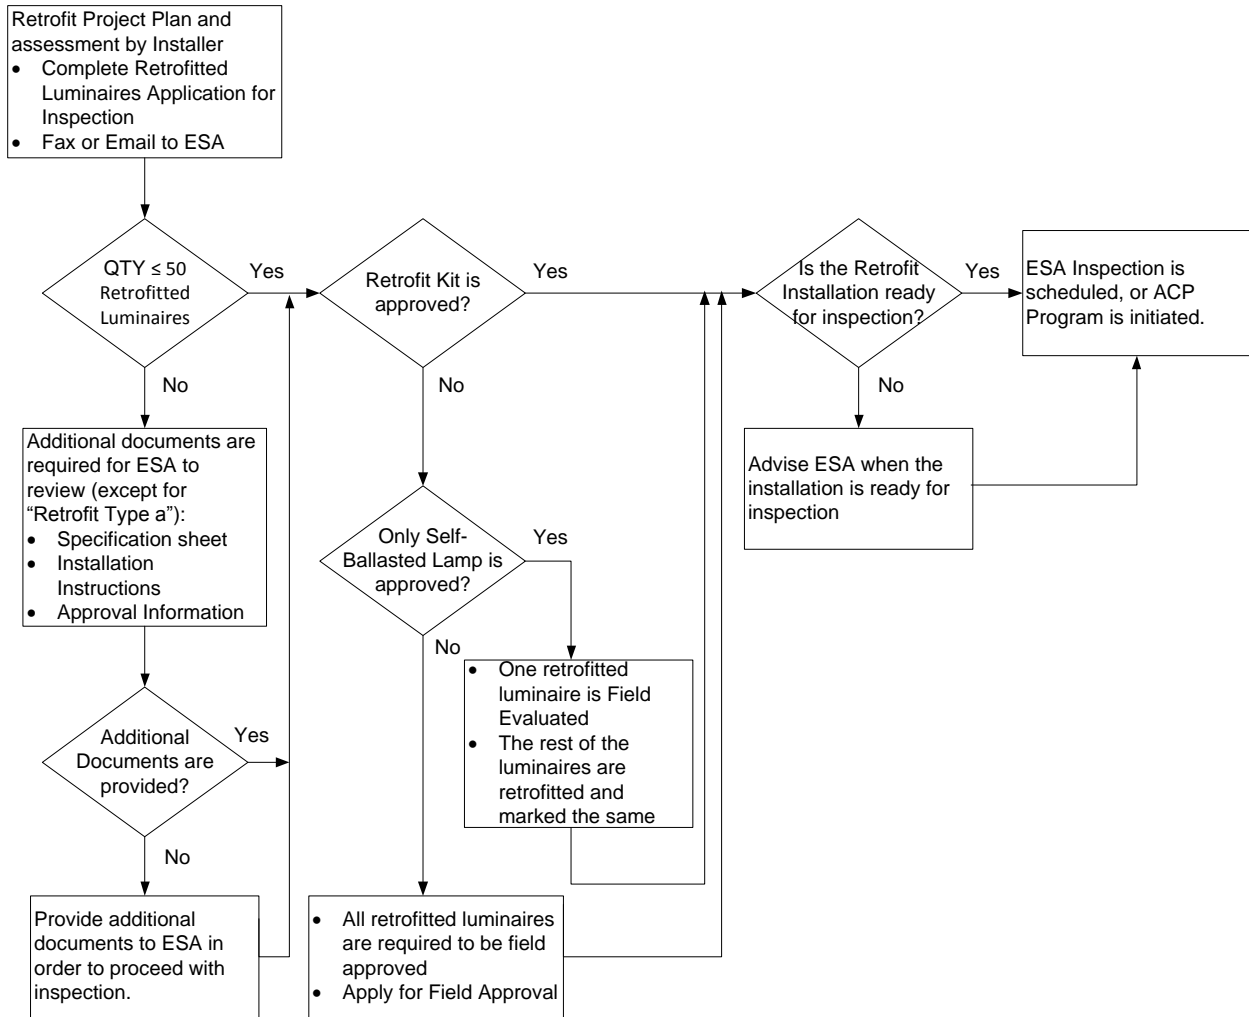 Retrofit Project Plan and
assessment by Installer
• Complete Retrofitted
Luminaires Application for
Inspection
• Fax or Email to ESA
QTY ≤ 50
Retrofitted
Luminaires
Yes
No
Additional documents are
required for ESA to
review (except for
“Retrofit Type a”):
• Specification sheet
• Installation
Instructions
• Approval Information
Additional
Documents are
provided?
Yes
No
Provide additional
documents to ESA in
order to proceed with
inspection.
Retrofit Kit is
approved?
Yes
No
Only Self-
Ballasted Lamp is
approved?
Yes
No
• One retrofitted
luminaire is Field
Evaluated
• The rest of the
luminaires are
retrofitted and
marked the same
• All retrofitted luminaires
are required to be field
approved
• Apply for Field Approval
Is the Retrofit
Installation ready
for inspection?
Yes
No
Advise ESA when the
installation is ready for
inspection
ESA Inspection is
scheduled, or ACP
Program is initiated.